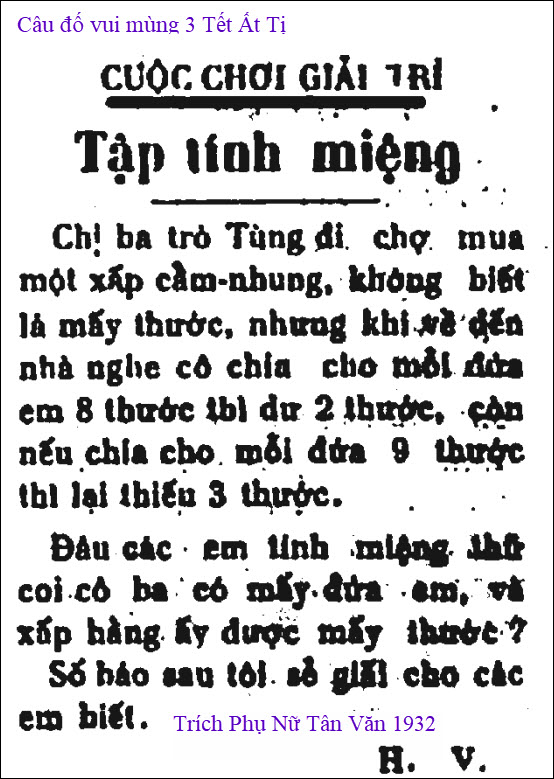 Câu đố vui mùng 3 Tết Ất Tị
CUỘC CHƠI GIẢI TRÍ
Tập tính miệng
Chị ba trò Tùng đi chợ mua
một xấp cẩm-nhung, không biết
là mấy thước, nhưng khi về đến
nhà nghe cô chia cho mỗi đứa
em 8 thước thì dư 2 thước, còn
nếu chia cho mỗi đứa 9 thước
thì lại thiếu 3 thước.
Đâu các em tính miệng thử
coi cô ba có mấy đứa em, và
xấp hàng ấy được mấy thước?
Số báo sau tôi sẻ giải cho các
em biết.
Trích Phụ Nữ Tân Văn 1932
H. V.